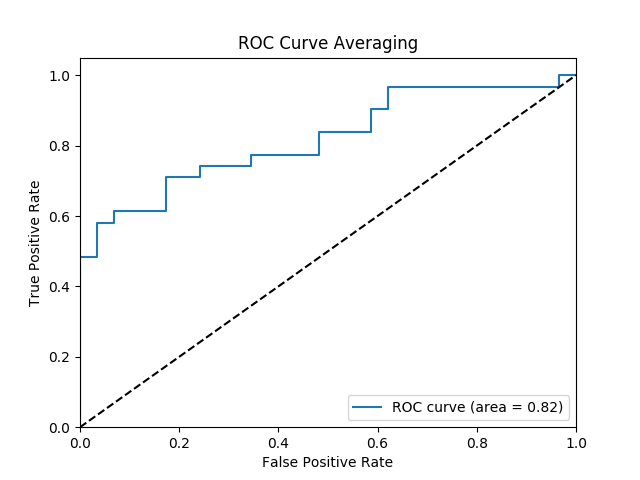 ROC Curve Averaging
1.0
0.8
0.6
0.4
0.2
0.0
True Positive Rate
ROC curve (area = 0.82)
0.0 0.2 0.4 0.6 0.8 1.0
False Positive Rate